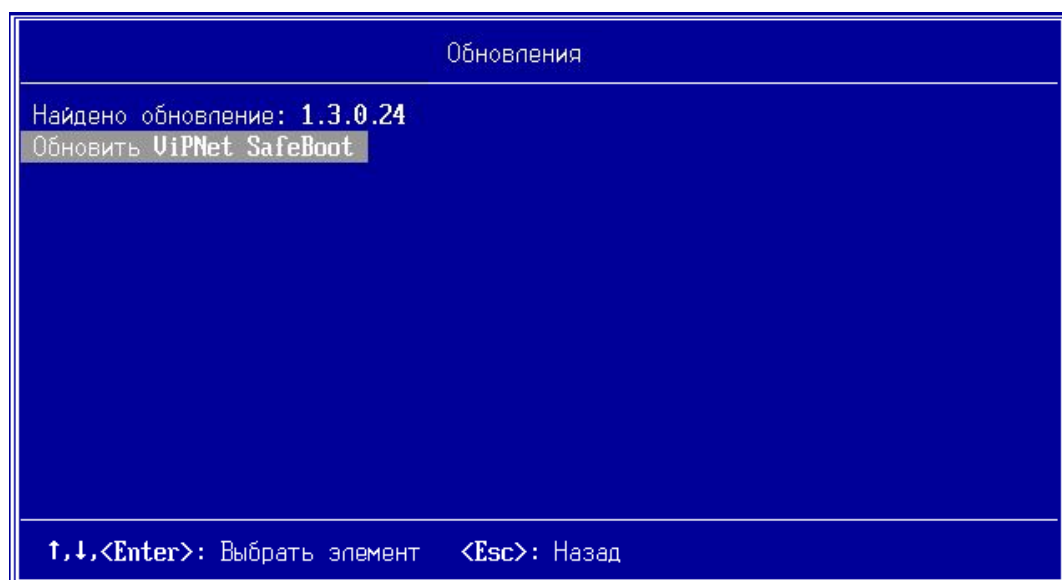 Обновления
Найдено обновление: 1.3.0.24
Обновить ViPNet SafeBoot
↑,↓,<Enter>: Выбрать элемент <Esc>: Назад